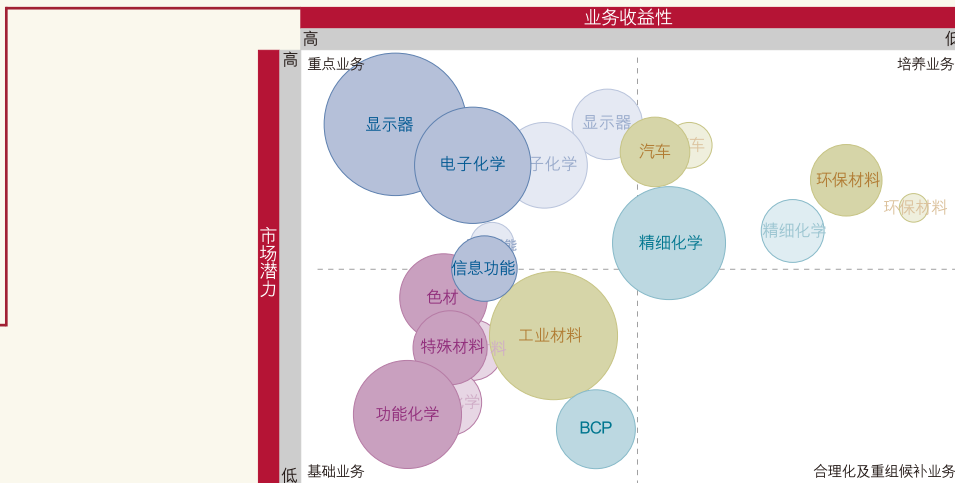 业务收益性
高
高
重点业务
培养业务
显示器
显示器
汽车
车
电子化学
子化学
环保材料
环保材料
精细化学
精细化学
能
信息功能
市场潜力
色材
特殊材料
料
工业材料
功能化学
学
BCP
低
基础业务
合理化及重组候补业务